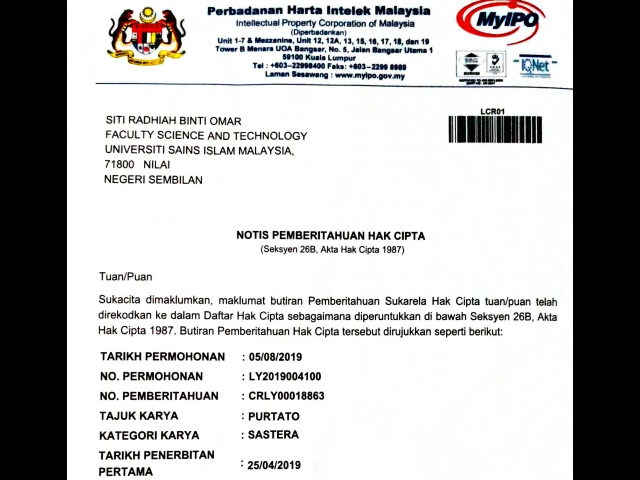 Perbadanan Harta Intelek Malaysia
Intellectual Property Corporation of Malaysia
(Diperbadankan)
Unit 1-7 & Mezzanine, Unit 12, 12A, 13, 15, 16, 17, 18, dan 19
Tower B Menara UOA Bangsar, No. 5, Jalan Bangsar Utama 1
59100 Kuala Lumpur
Tel : +603-22998400 Faks: +603-2299 8989
Laman Sesawang : www.myipo.gov.my
MyIPO
IQNet
LCR01
SITI RADHIAH BINTI OMAR
FACULTY SCIENCE AND TECHNOLOGY
UNIVERSITI SAINS ISLAM MALAYSIA,
71800 NILAI
NEGERI SEMBILAN
NOTIS PEMBERITAHUAN HAK CIPTA
(Seksyen 26B, Akta Hak Cipta 1987)
Tuan/Puan
Sukacita dimaklumkan, maklumat butiran Pemberitahuan Sukarela Hak Cipta tuan/puan telah
direkodkan ke dalam Daftar Hak Cipta sebagaimana diperuntukkan di bawah Seksyen 26B, Akta
Hak Cipta 1987. Butiran Pemberitahuan Hak Cipta tersebut dirujukkan seperti berikut:
TARIKH PERMOHONAN : 05/08/2019
NO. PERMOHONAN : LY2019004100
NO. PEMBERITAHUAN : CRLY00018863
TAJUK KARYA : PURTATO
KATEGORI KARYA : SASTERA
TARIKH PENERBITAN
PERTAMA : 25/04/2019